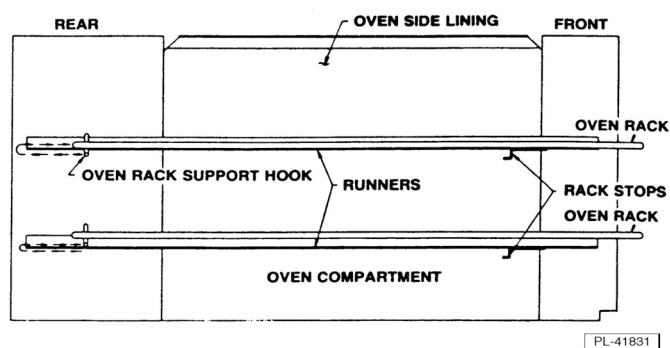 REAR
OVEN SIDE LINING
FRONT
OVEN RACK
OVEN RACK SUPPORT HOOK
RUNNERS
RACK STOPS
OVEN RACK
OVEN COMPARTMENT
PL-41831